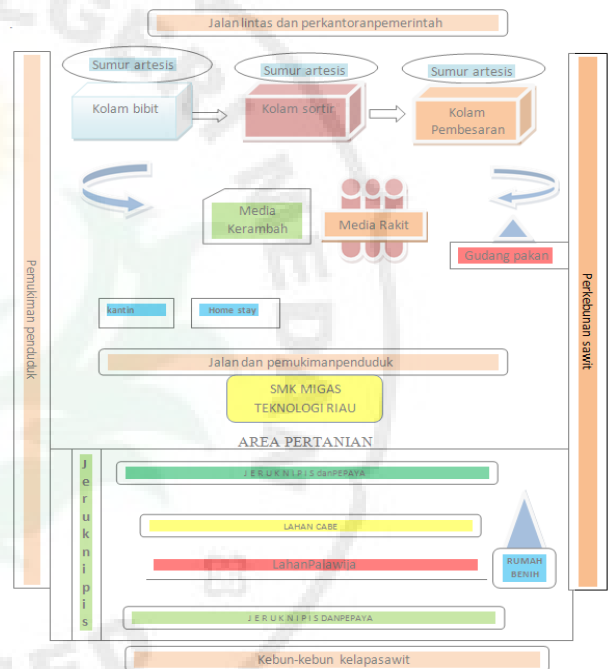 Jalan lintas dan perkantoranpemerintah
Sumur artesis
Sumur artesis
Sumur artesis
Kolam bibit
Kolam sortir
Kolam
Pembesaran
Media
Kerambah
Media Rakit
Gudang pakan
Pemukiman penduduk
Perkebunan sawit
kantin
Home stay
Jalan dan pemukimanpenduduk
SMK MIGAS
TEKNOLOGI RIAU
AREA PERTANIAN
Jeruk nipis
J E R U K N I P I S danPEPAYA
LAHAN CABE
LahanPalawija
RUMAH
BENIH
J E R U K N I P I S DANPEPAYA
Kebun-kebun kelapasawit